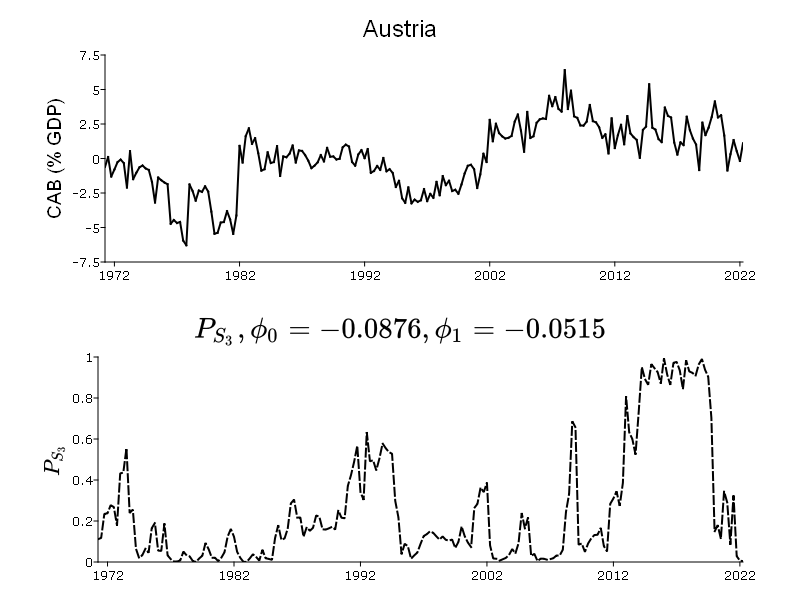 Austria
CAB (% GDP)
7.5
5
2.5
0
−2.5
−5
−7.5
1972 1982 1992 2002 2012 2022
P_{S_3}, ϕ_0 = −0.0876, ϕ_1 = −0.0515
P_{S_3}
1
0.8
0.6
0.4
0.2
0
1972 1982 1992 2002 2012 2022